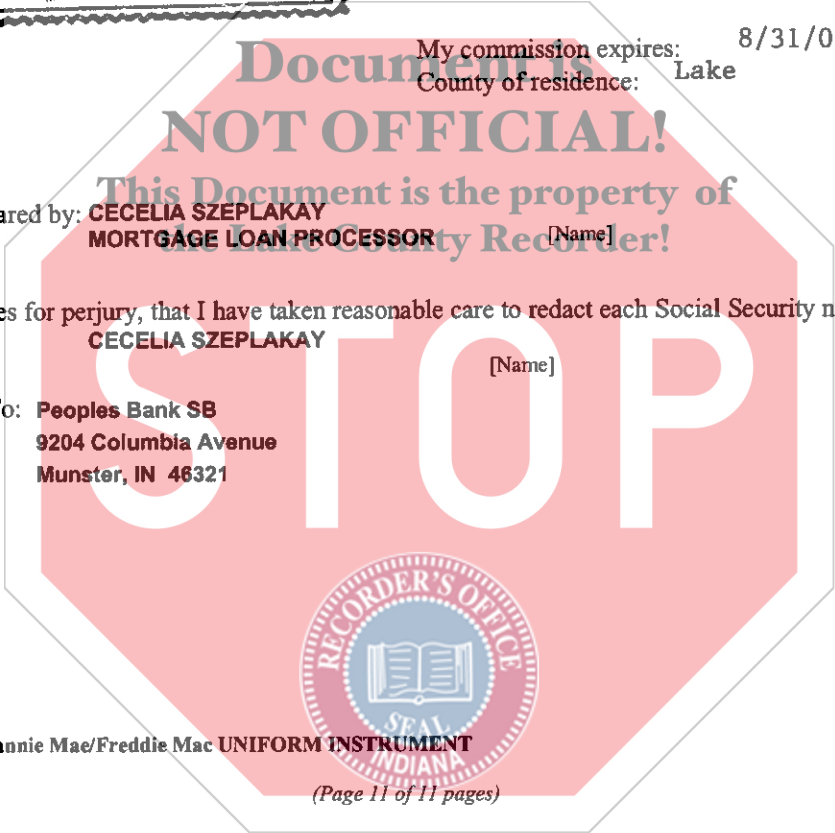 My commission expires: 8/31/0
County of residence: Lake
Document is
NOT OFFICIAL!
This Document is the property of
the Lake County Recorder!
ared by: CECELIA SZEPLAKAY
MORTGAGE LOAN PROCESSOR [Name]
es for perjury, that I have taken reasonable care to redact each Social Security n
CECELIA SZEPLAKAY
[Name]
STOP
o: Peoples Bank SB
9204 Columbia Avenue
Munster, IN 46321
RECORDER'S OFFICE
SEAL
INDIANA
annie Mae/Freddie Mac UNIFORM INSTRUMENT
(Page 11 of 11 pages)